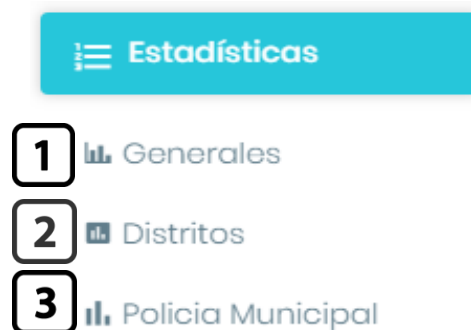 Estadísticas
1 Generales
2 Distritos
3 Policia Municipal